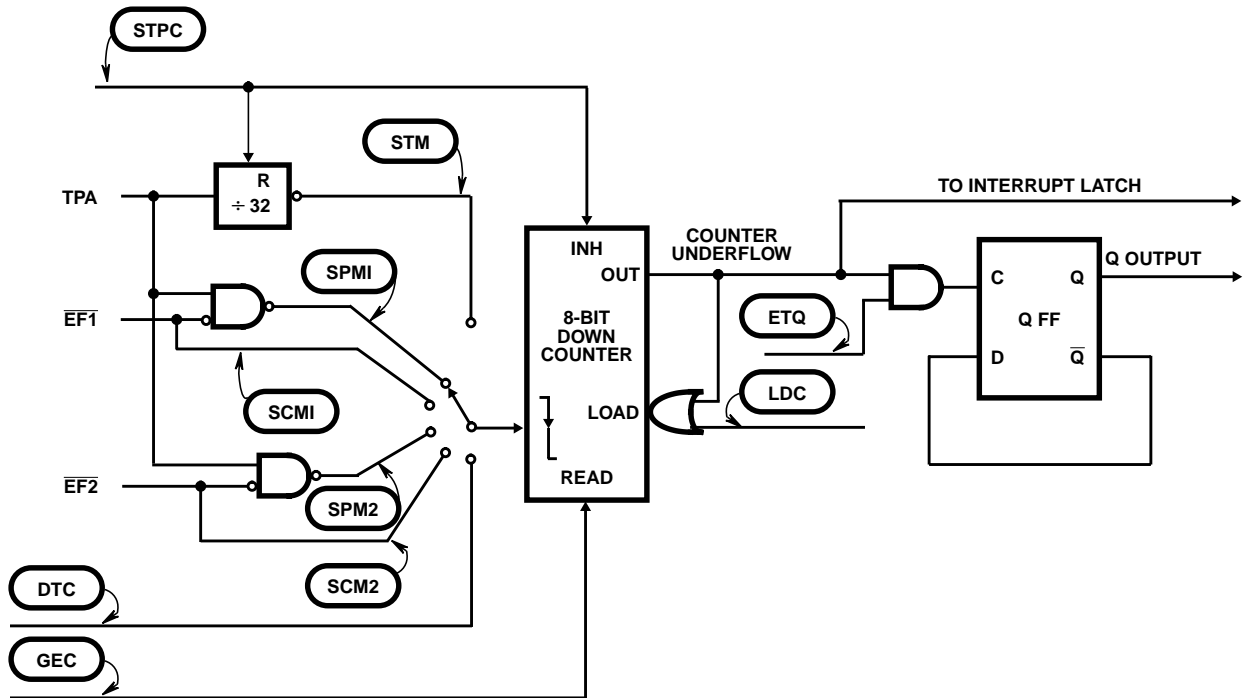 STPC
STM
TPA
R
÷ 32
TO INTERRUPT LATCH
INH
COUNTER
UNDERFLOW
OUT
SPMI
C
Q
Q OUTPUT
EF1
8-BIT
DOWN
COUNTER
ETQ
Q FF
D
Q
SCMI
LOAD
LDC
READ
EF2
SPM2
SCM2
DTC
GEC